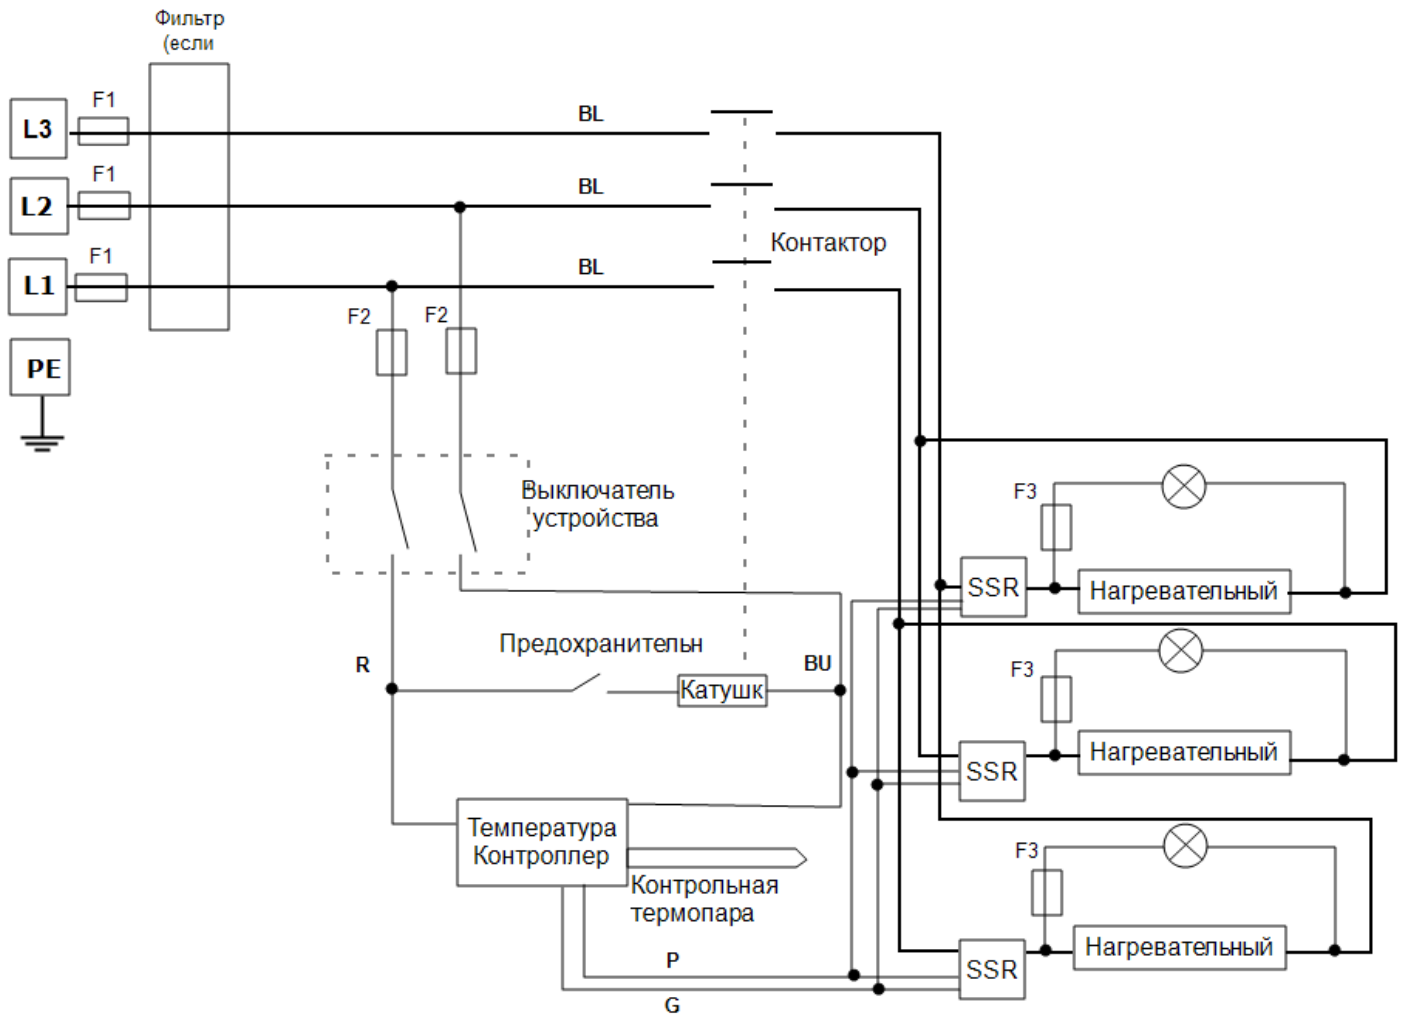 Фильтр
(если
F1
L3
BL
F1
L2
BL
Контактор
F1
L1
BL
F2
F2
PE
Выключатель
устройства
F3
SSR
Нагревательный
Предохранительн
R
BU
Катушк
F3
SSR
Нагревательный
Температура
Контроллер
Контрольная
термопара
F3
SSR
Нагревательный
P
G